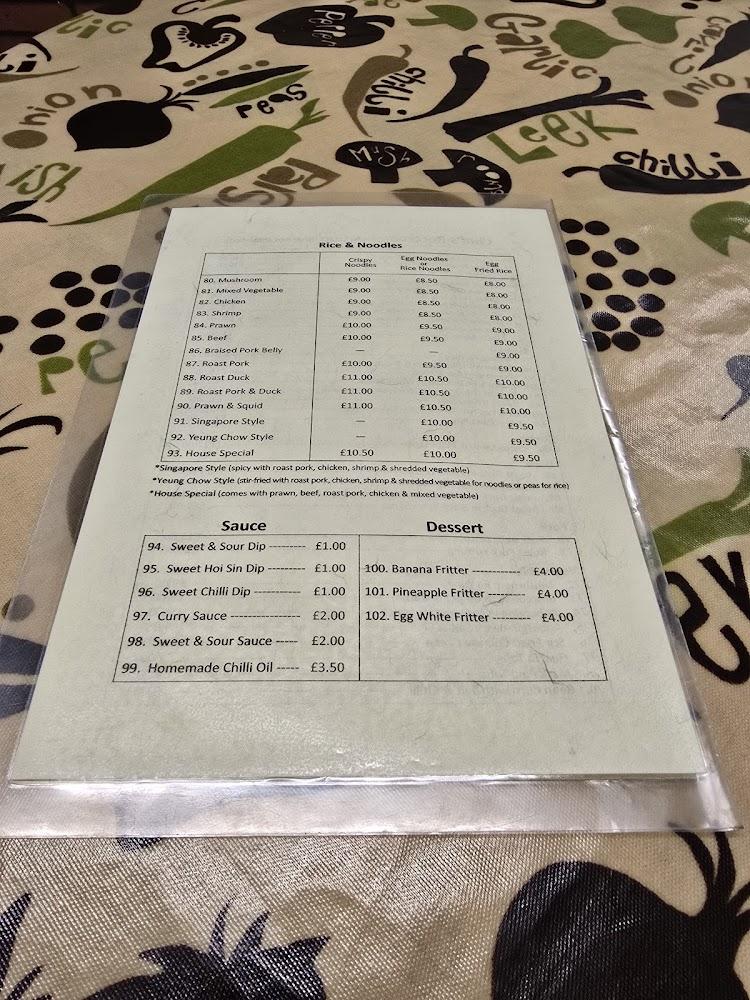 Pepper
Garlic
Onion
Peas
Chilli
Leek
Mush
room
Chilli
Onion
Rice & Noodles
Crispy Noodles Egg Noodles or Rice Noodles Egg Fried Rice
80. Mushroom £9.00 £8.50 £8.00
81. Mixed Vegetable £9.00 £8.50 £8.00
82. Chicken £9.00 £8.50 £8.00
83. Shrimp £9.00 £8.50 £8.00
84. Prawn £10.00 £9.50 £9.00
85. Beef £10.00 £9.50 £9.00
86. Braised Pork Belly — — £9.00
87. Roast Pork £10.00 £9.50 £9.00
88. Roast Duck £11.00 £10.50 £10.00
89. Roast Pork & Duck £11.00 £10.50 £10.00
90. Prawn & Squid £11.00 £10.50 £10.00
91. Singapore Style — £10.00 £9.50
92. Yeung Chow Style — £10.00 £9.50
93. House Special £10.50 £10.00 £9.50
*Singapore Style (spicy with roast pork, chicken, shrimp & shredded vegetable)
*Yeung Chow Style (stir-fried with roast pork, chicken, shrimp & shredded vegetable for noodles or peas for rice)
*House Special (comes with prawn, beef, roast pork, chicken & mixed vegetable)
Sauce
94. Sweet & Sour Dip --------- £1.00
95. Sweet Hoi Sin Dip --------- £1.00
96. Sweet Chilli Dip --------- £1.00
97. Curry Sauce ----------------- £2.00
98. Sweet & Sour Sauce ----- £2.00
99. Homemade Chilli Oil ----- £3.50
Dessert
100. Banana Fritter ------------ £4.00
101. Pineapple Fritter --------- £4.00
102. Egg White Fritter --------- £4.00